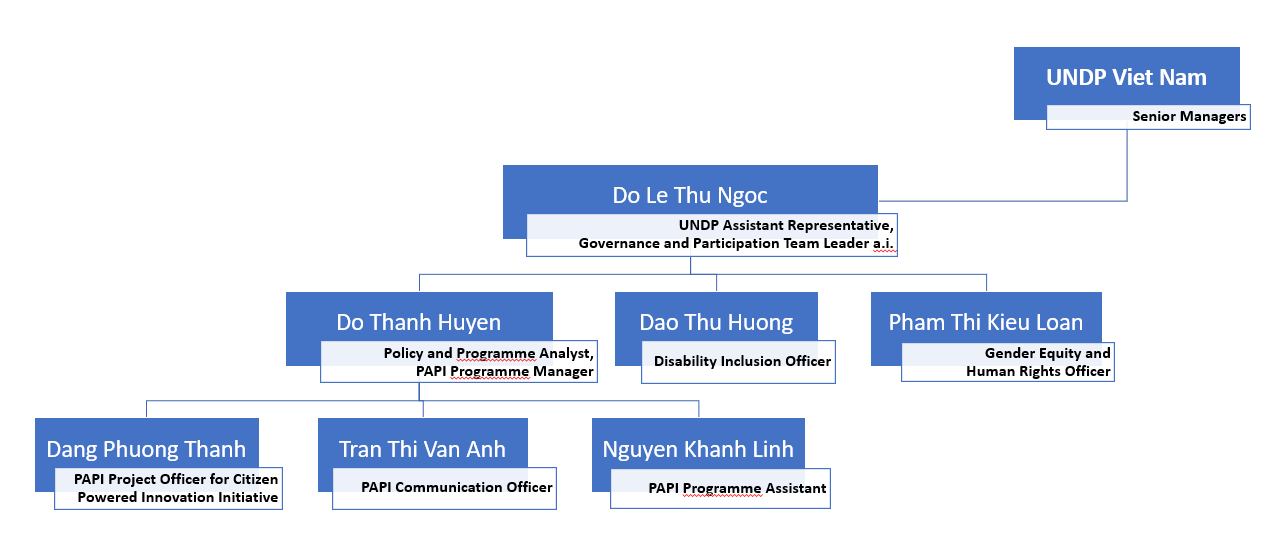 UNDP Viet Nam
Senior Managers
Do Le Thu Ngoc
UNDP Assistant Representative,
Governance and Participation Team Leader a.i.
Do Thanh Huyen
Policy and Programme Analyst,
PAPI Programme Manager
Dao Thu Huong
Disability Inclusion Officer
Pham Thi Kieu Loan
Gender Equity and
Human Rights Officer
Dang Phuong Thanh
PAPI Project Officer for Citizen
Powered Innovation Initiative
Tran Thi Van Anh
PAPI Communication Officer
Nguyen Khanh Linh
PAPI Programme Assistant